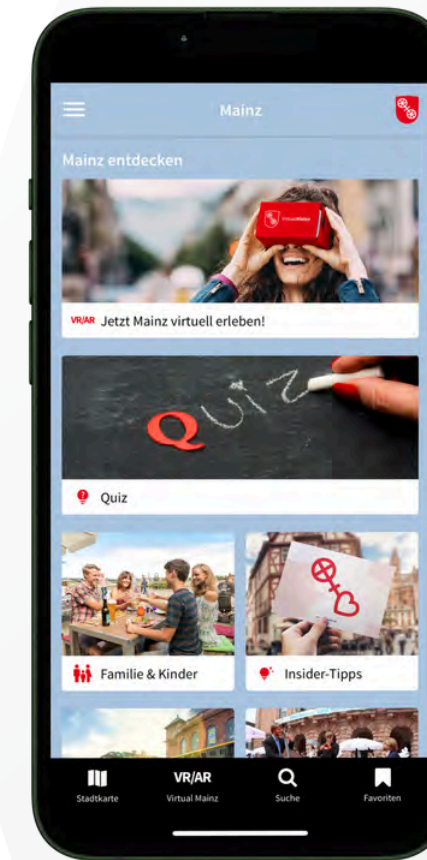 Mainz
Mainz entdecken
VR/AR Jetzt Mainz virtuell erleben!
QUiZ
Quiz
Familie & Kinder
Insider-Tipps
VR/AR
Stadtkarte
Virtual Mainz
Suche
Favoriten